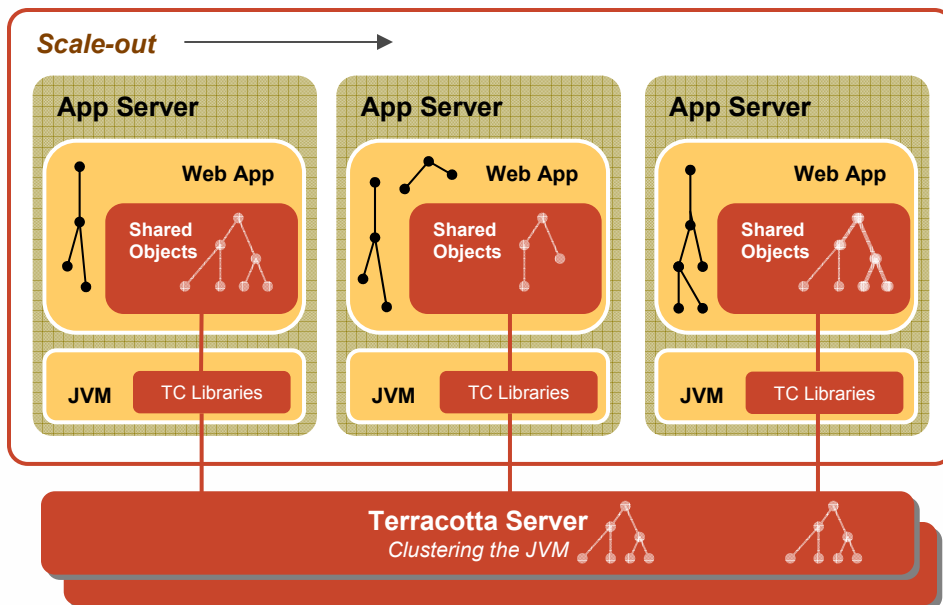 Scale-out
App Server
App Server
App Server
Web App
Web App
Web App
Shared
Objects
Shared
Objects
Shared
Objects
JVM
TC Libraries
JVM
TC Libraries
JVM
TC Libraries
Terracotta Server
Clustering the JVM